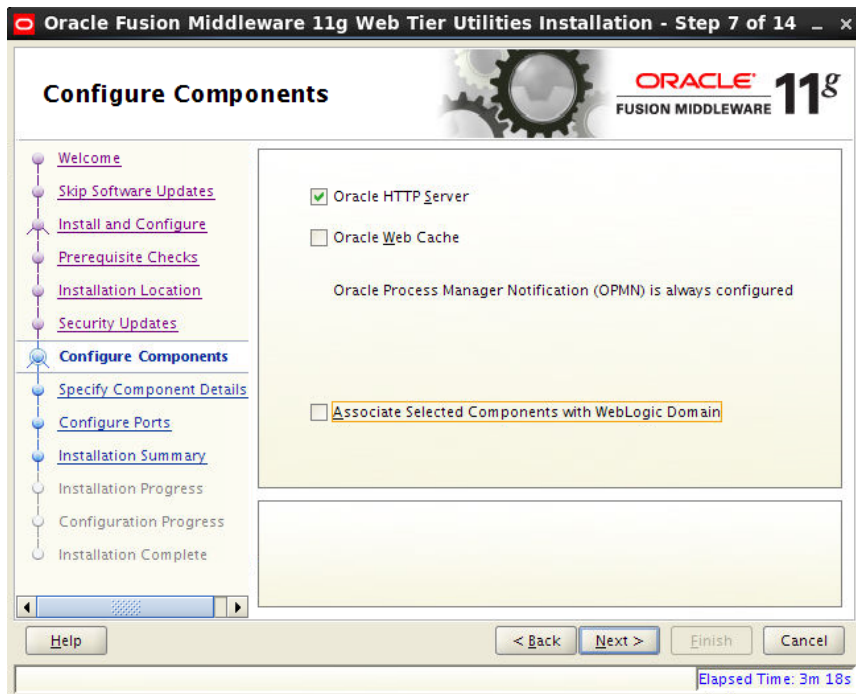 Oracle Fusion Middleware 11g Web Tier Utilities Installation - Step 7 of 14
Configure Components
ORACLE
FUSION MIDDLEWARE 11g
Welcome
Skip Software Updates
Install and Configure
Prerequisite Checks
Installation Location
Security Updates
Configure Components
Specify Component Details
Configure Ports
Installation Summary
Installation Progress
Configuration Progress
Installation Complete
Oracle HTTP Server
Oracle Web Cache
Oracle Process Manager Notification (OPMN) is always configured
Associate Selected Components with WebLogic Domain
Help
< Back
Next >
Finish
Cancel
Elapsed Time: 3m 18s